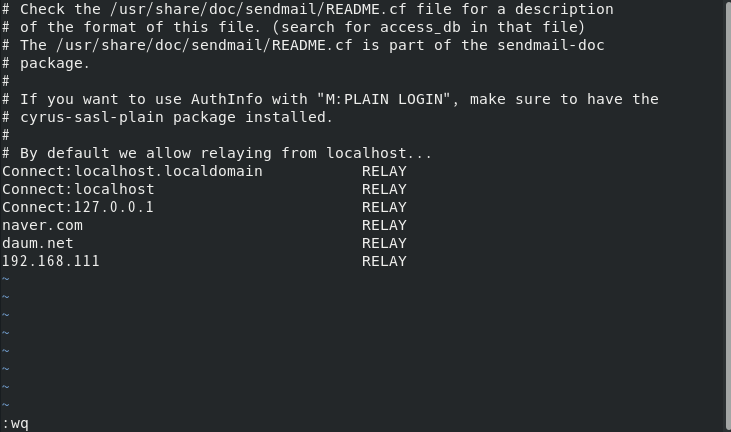 # Check the /usr/share/doc/sendmail/README.cf file for a description
# of the format of this file. (search for access_db in that file)
# The /usr/share/doc/sendmail/README.cf is part of the sendmail-doc
# package.
#
# If you want to use AuthInfo with "M:PLAIN LOGIN", make sure to have the
# cyrus-sasl-plain package installed.
#
# By default we allow relaying from localhost...
Connect:localhost.localdomain           RELAY
Connect:localhost                       RELAY
Connect:127.0.0.1                       RELAY
naver.com                               RELAY
daum.net                                RELAY
192.168.111                             RELAY
~
~
~
~
~
~
~
~
:wq